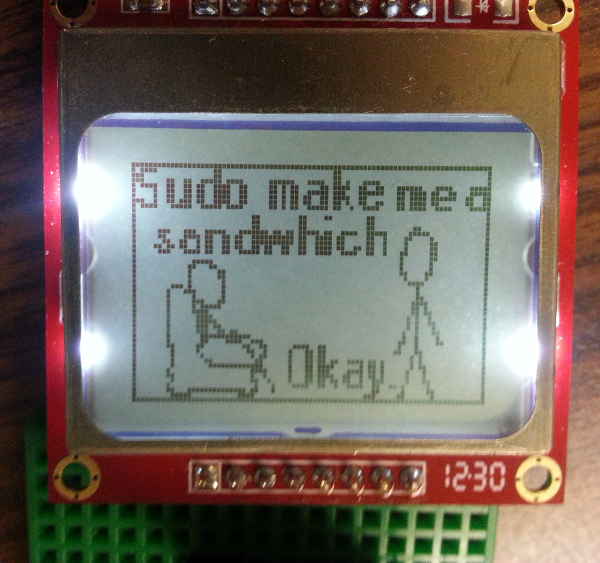 Sudo make me a
sandwhich
Okay.
12:30